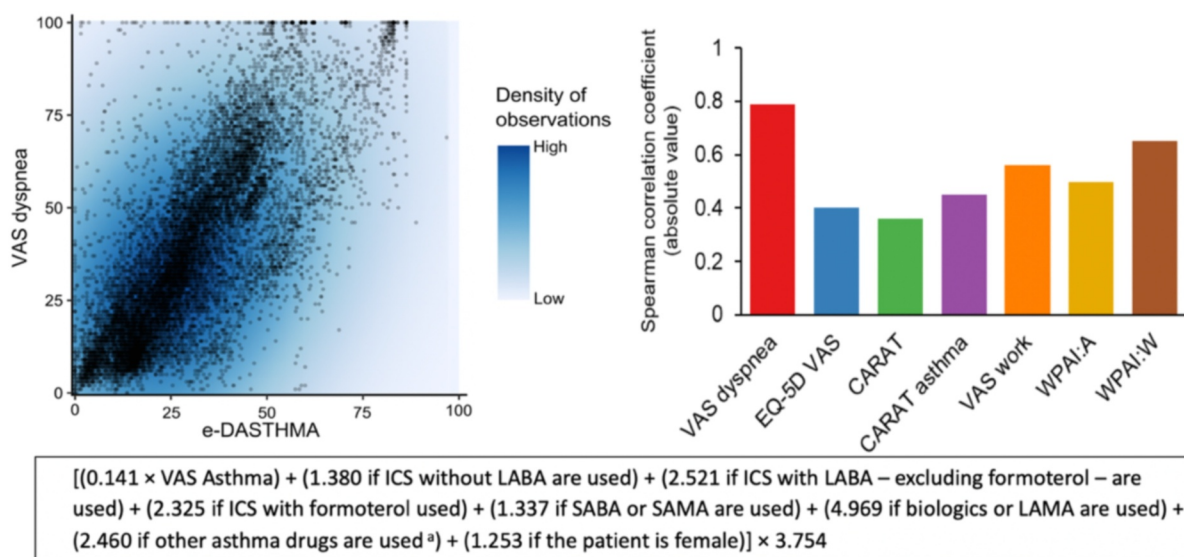 100
75
50
25
0
VAS dyspnea
0 25 50 75 100
e-DASTHMA
Density of
observations
High
Low
Spearman correlation coefficient
(absolute value)
1
0.8
0.6
0.4
0.2
0
VAS dyspnea
EQ-5D VAS
CARAT
CARAT asthma
VAS work
WPAI:A
WPAI:W
[(0.141 × VAS Asthma) + (1.380 if ICS without LABA are used) + (2.521 if ICS with LABA – excluding formoterol – are
used) + (2.325 if ICS with formoterol used) + (1.337 if SABA or SAMA are used) + (4.969 if biologics or LAMA are used) +
(2.460 if other asthma drugs are used ᵃ) + (1.253 if the patient is female)] × 3.754